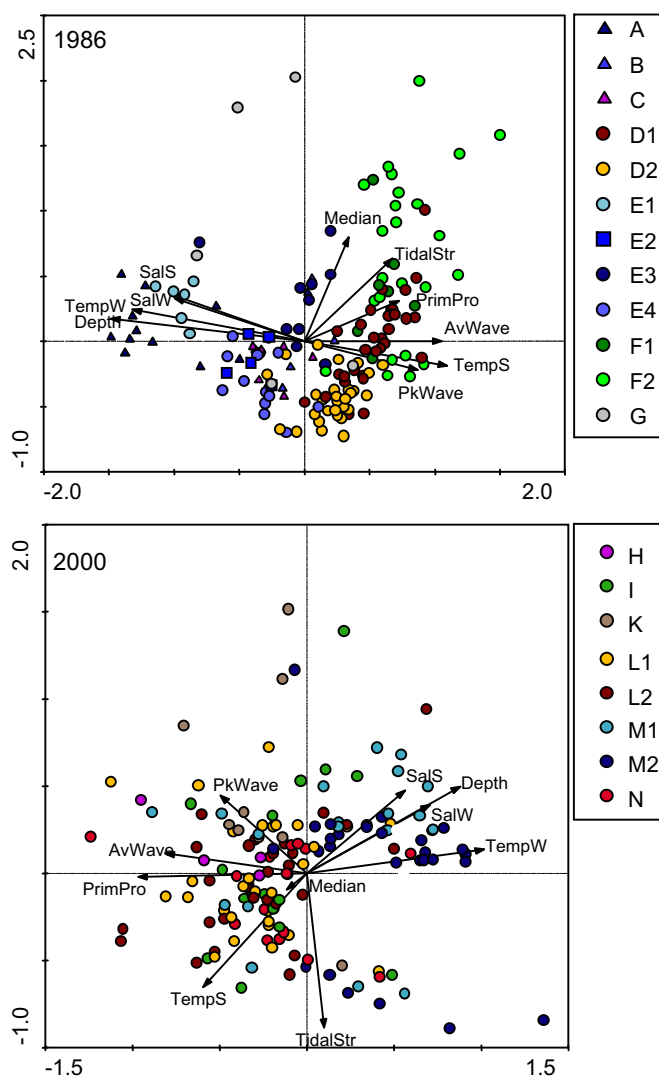 2.5
1986
Median
TidalStr
SalS
TempW
SalW
PrimPro
Depth
AvWave
TempS
PkWave
-1.0
-2.0
2.0
A
B
C
D1
D2
E1
E2
E3
E4
F1
F2
G
2.0
2000
PkWave
SalS
Depth
SalW
AvWave
TempW
PrimPro
Median
TempS
TidalStr
-1.0
-1.5
1.5
H
I
K
L1
L2
M1
M2
N